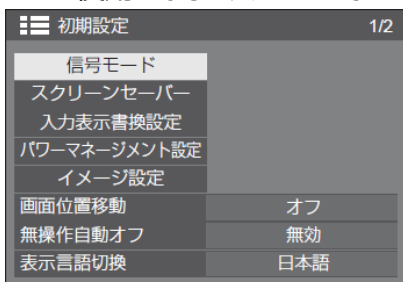 初期設定 1/2
信号モード
スクリーンセーバー
入力表示書換設定
パワーマネージメント設定
イメージ設定
画面位置移動 オフ
無操作自動オフ 無効
表示言語切換 日本語